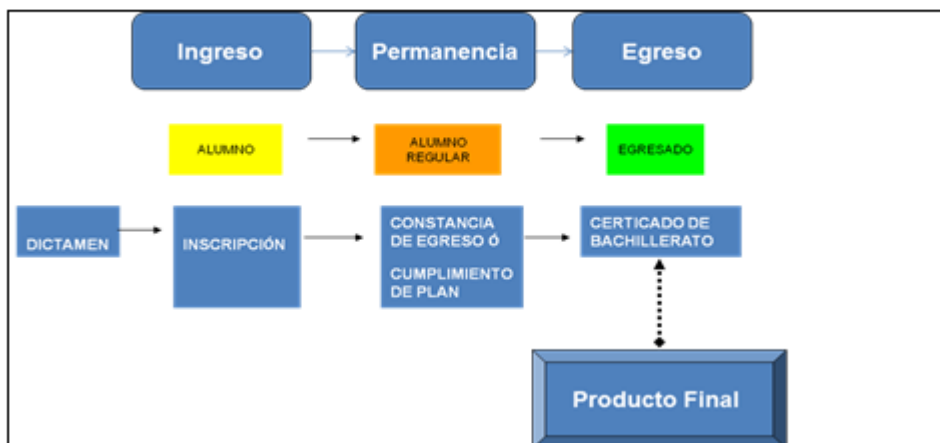 Ingreso
Permanencia
Egreso
ALUMNO
ALUMNO
REGULAR
EGRESADO
DICTAMEN
INSCRIPCIÓN
CONSTANCIA
DE EGRESO Ó
CUMPLIMIENTO
DE PLAN
CERTICADO DE
BACHILLERATO
Producto Final